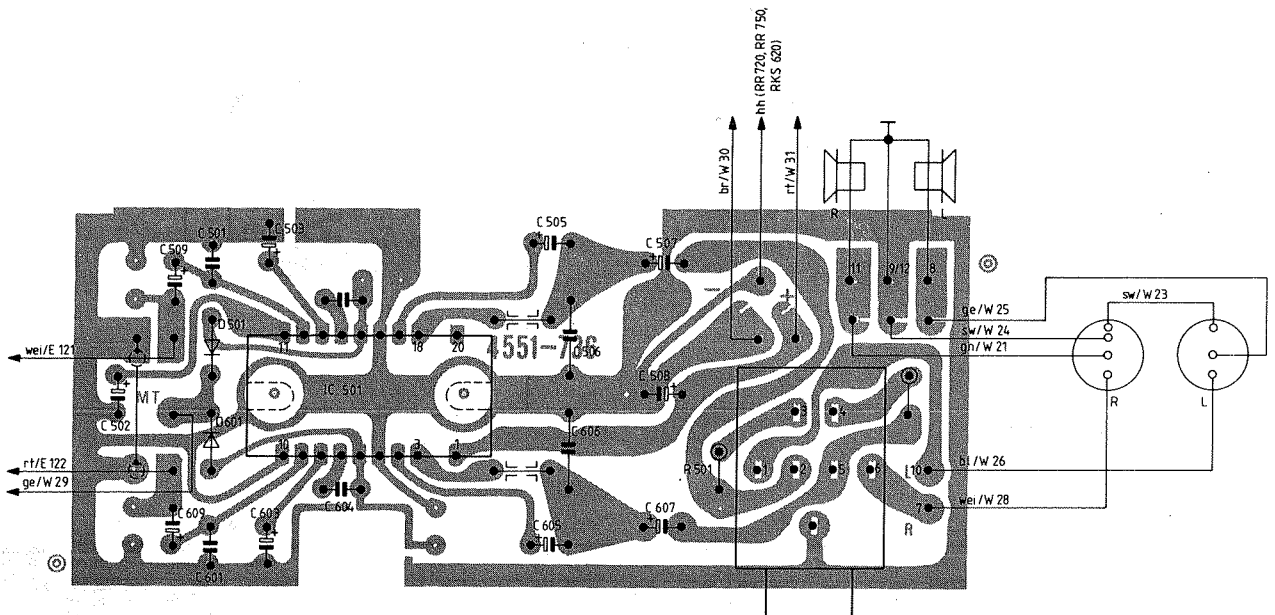 hh (RR 720, RR 750,
RKS 620)
br/W 30
rt/W 31
R
L
C 509
C 501
C 503
C 505
C 507
11
9/12
8
ge/W 25
sw/W 24
gn/W 21
sw/W 23
D 501
11
18
20
4551-736
C 506
wei/E 121
IC 501
C 508
MT
C 502
D 601
3
4
R
L
10
3
1
C 606
R 501
1
2
5
6
L10
bl/W 26
rt/E 122
ge/W 29
7
wei/W 28
R
C 609
C 603
C 604
C 605
C 607
C 601